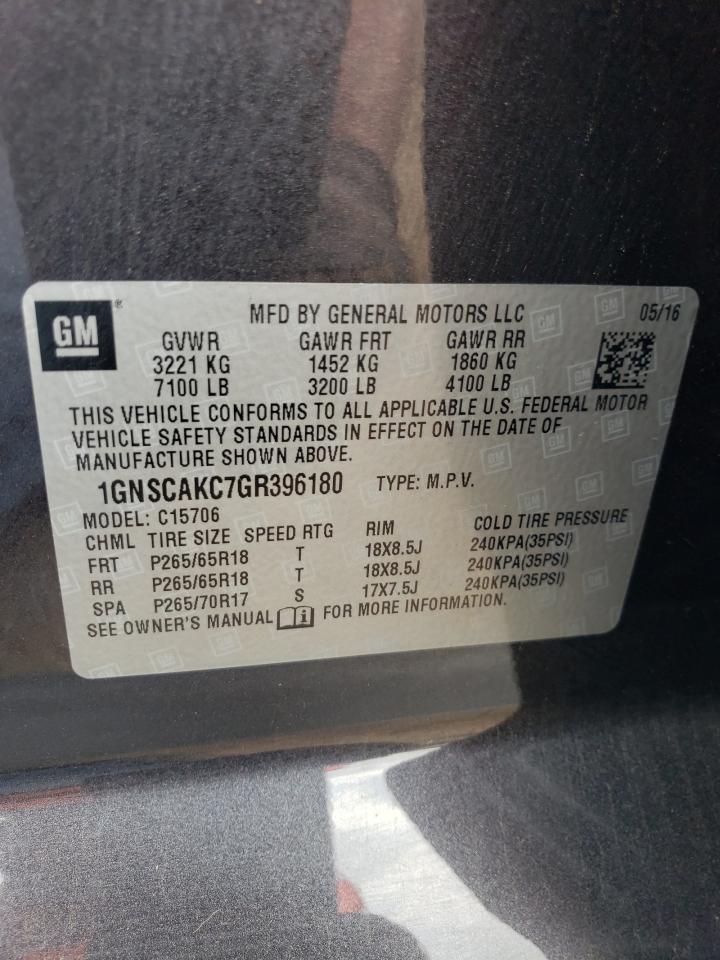 GM ®
MFD BY GENERAL MOTORS LLC 05/16
GVWR GAWR FRT GAWR RR
3221 KG 1452 KG 1860 KG
7100 LB 3200 LB 4100 LB
THIS VEHICLE CONFORMS TO ALL APPLICABLE U.S. FEDERAL MOTOR
VEHICLE SAFETY STANDARDS IN EFFECT ON THE DATE OF
MANUFACTURE SHOWN ABOVE.
1GNSCAKC7GR396180 TYPE: M.P.V.
MODEL: C15706
CHML TIRE SIZE SPEED RTG RIM COLD TIRE PRESSURE
FRT P265/65R18 T 18X8.5J 240KPA(35PSI)
RR P265/65R18 T 18X8.5J 240KPA(35PSI)
SPA P265/70R17 S 17X7.5J 240KPA(35PSI)
SEE OWNER'S MANUAL i FOR MORE INFORMATION.